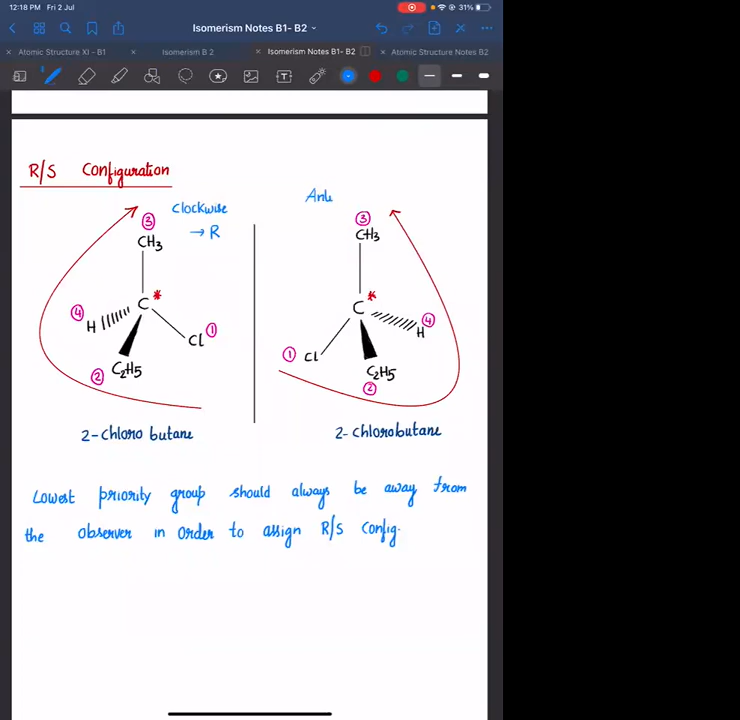 12:18 PM Fri 2 Jul
31%
Isomerism Notes B1- B2
Atomic Structure XI - B1
Isomerism B 2
Isomerism Notes B1- B2
Atomic Structure Notes B2
R/S Configuration
Clockwise
→ R
Anti
3
CH3
4
H
C *
Cl 1
2 C2H5
2-chloro butane
3
CH3
C *
4
H
1 Cl
C2H5
2
2-chlorobutane
Lowest priority group should always be away from
the observer in order to assign R/S config.